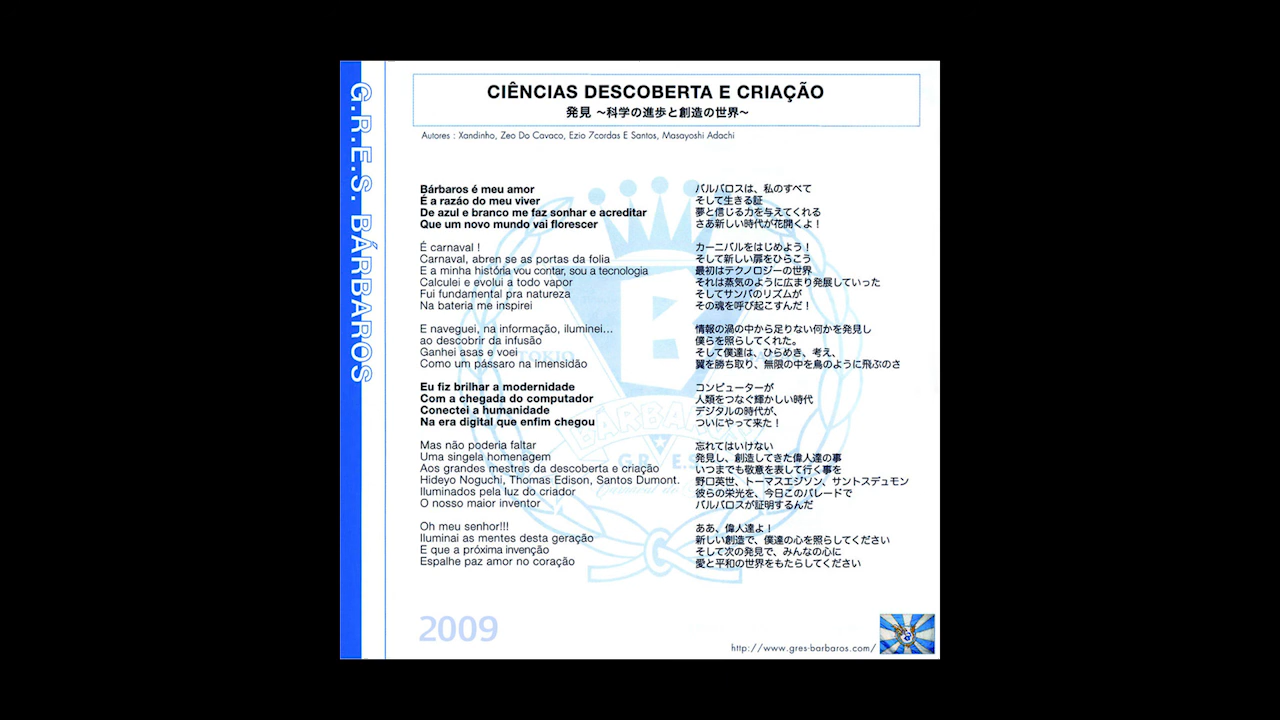 G.R.E.S. BÁRBAROS
CIÊNCIAS DESCOBERTA E CRIAÇÃO
発見 ～科学の進歩と創造の世界～
Autores : Xandinho, Zeo Do Cavaco, Ezio 7cordas E Santos, Masayoshi Adachi
Bárbaros é meu amor
É a razáo do meu viver
De azul e branco me faz sonhar e acreditar
Que um novo mundo vai florescer
É carnaval !
Carnaval, abren se as portas da folia
E a minha história vou contar, sou a tecnologia
Calculei e evolui a todo vapor
Fui fundamental pra natureza
Na bateria me inspirei
E naveguei, na informação, iluminei...
ao descobrir da infusão
Ganhei asas e voei
Como um pássaro na imensidão
Eu fiz brilhar a modernidade
Com a chegada do computador
Conectei a humanidade
Na era digital que enfim chegou
Mas não poderia faltar
Uma singela homenagem
Aos grandes mestres da descoberta e criação
Hideyo Noguchi, Thomas Edison, Santos Dumont.
Iluminados pela luz do criador
O nosso maior inventor
Oh meu senhor!!!
Iluminai as mentes desta geração
E que a próxima invenção
Espalhe paz amor no coração
バルバロスは、私のすべて
そして生きる証
夢と信じる力を与えてくれる
さあ新しい時代が花開くよ！
カーニバルをはじめよう！
そして新しい扉をひらこう
最初はテクノロジーの世界
それは蒸気のように広まり発展していった
そしてサンバのリズムが
その魂を呼び起こすんだ！
情報の渦の中から足りない何かを発見し
僕らを照らしてくれた。
そして僕達は、ひらめき、考え、
翼を勝ち取り、無限の中を鳥のように飛ぶのさ
コンピューターが
人類をつなぐ輝かしい時代
デジタルの時代が、
ついにやって来た！
忘れてはいけない
発見し、創造してきた偉人達の事
いつまでも敬意を表して行く事を
野口英世、トーマスエジソン、サントスデュモン
彼らの栄光を、今日このパレードで
バルバロスが証明するんだ
ああ、偉人達よ！
新しい創造で、僕達の心を照らしてください
そして次の発見で、みんなの心に
愛と平和の世界をもたらしてください
TOKIO
B
BARBAROS
G.R.E.S
2009
http://www.gres-barbaros.com/